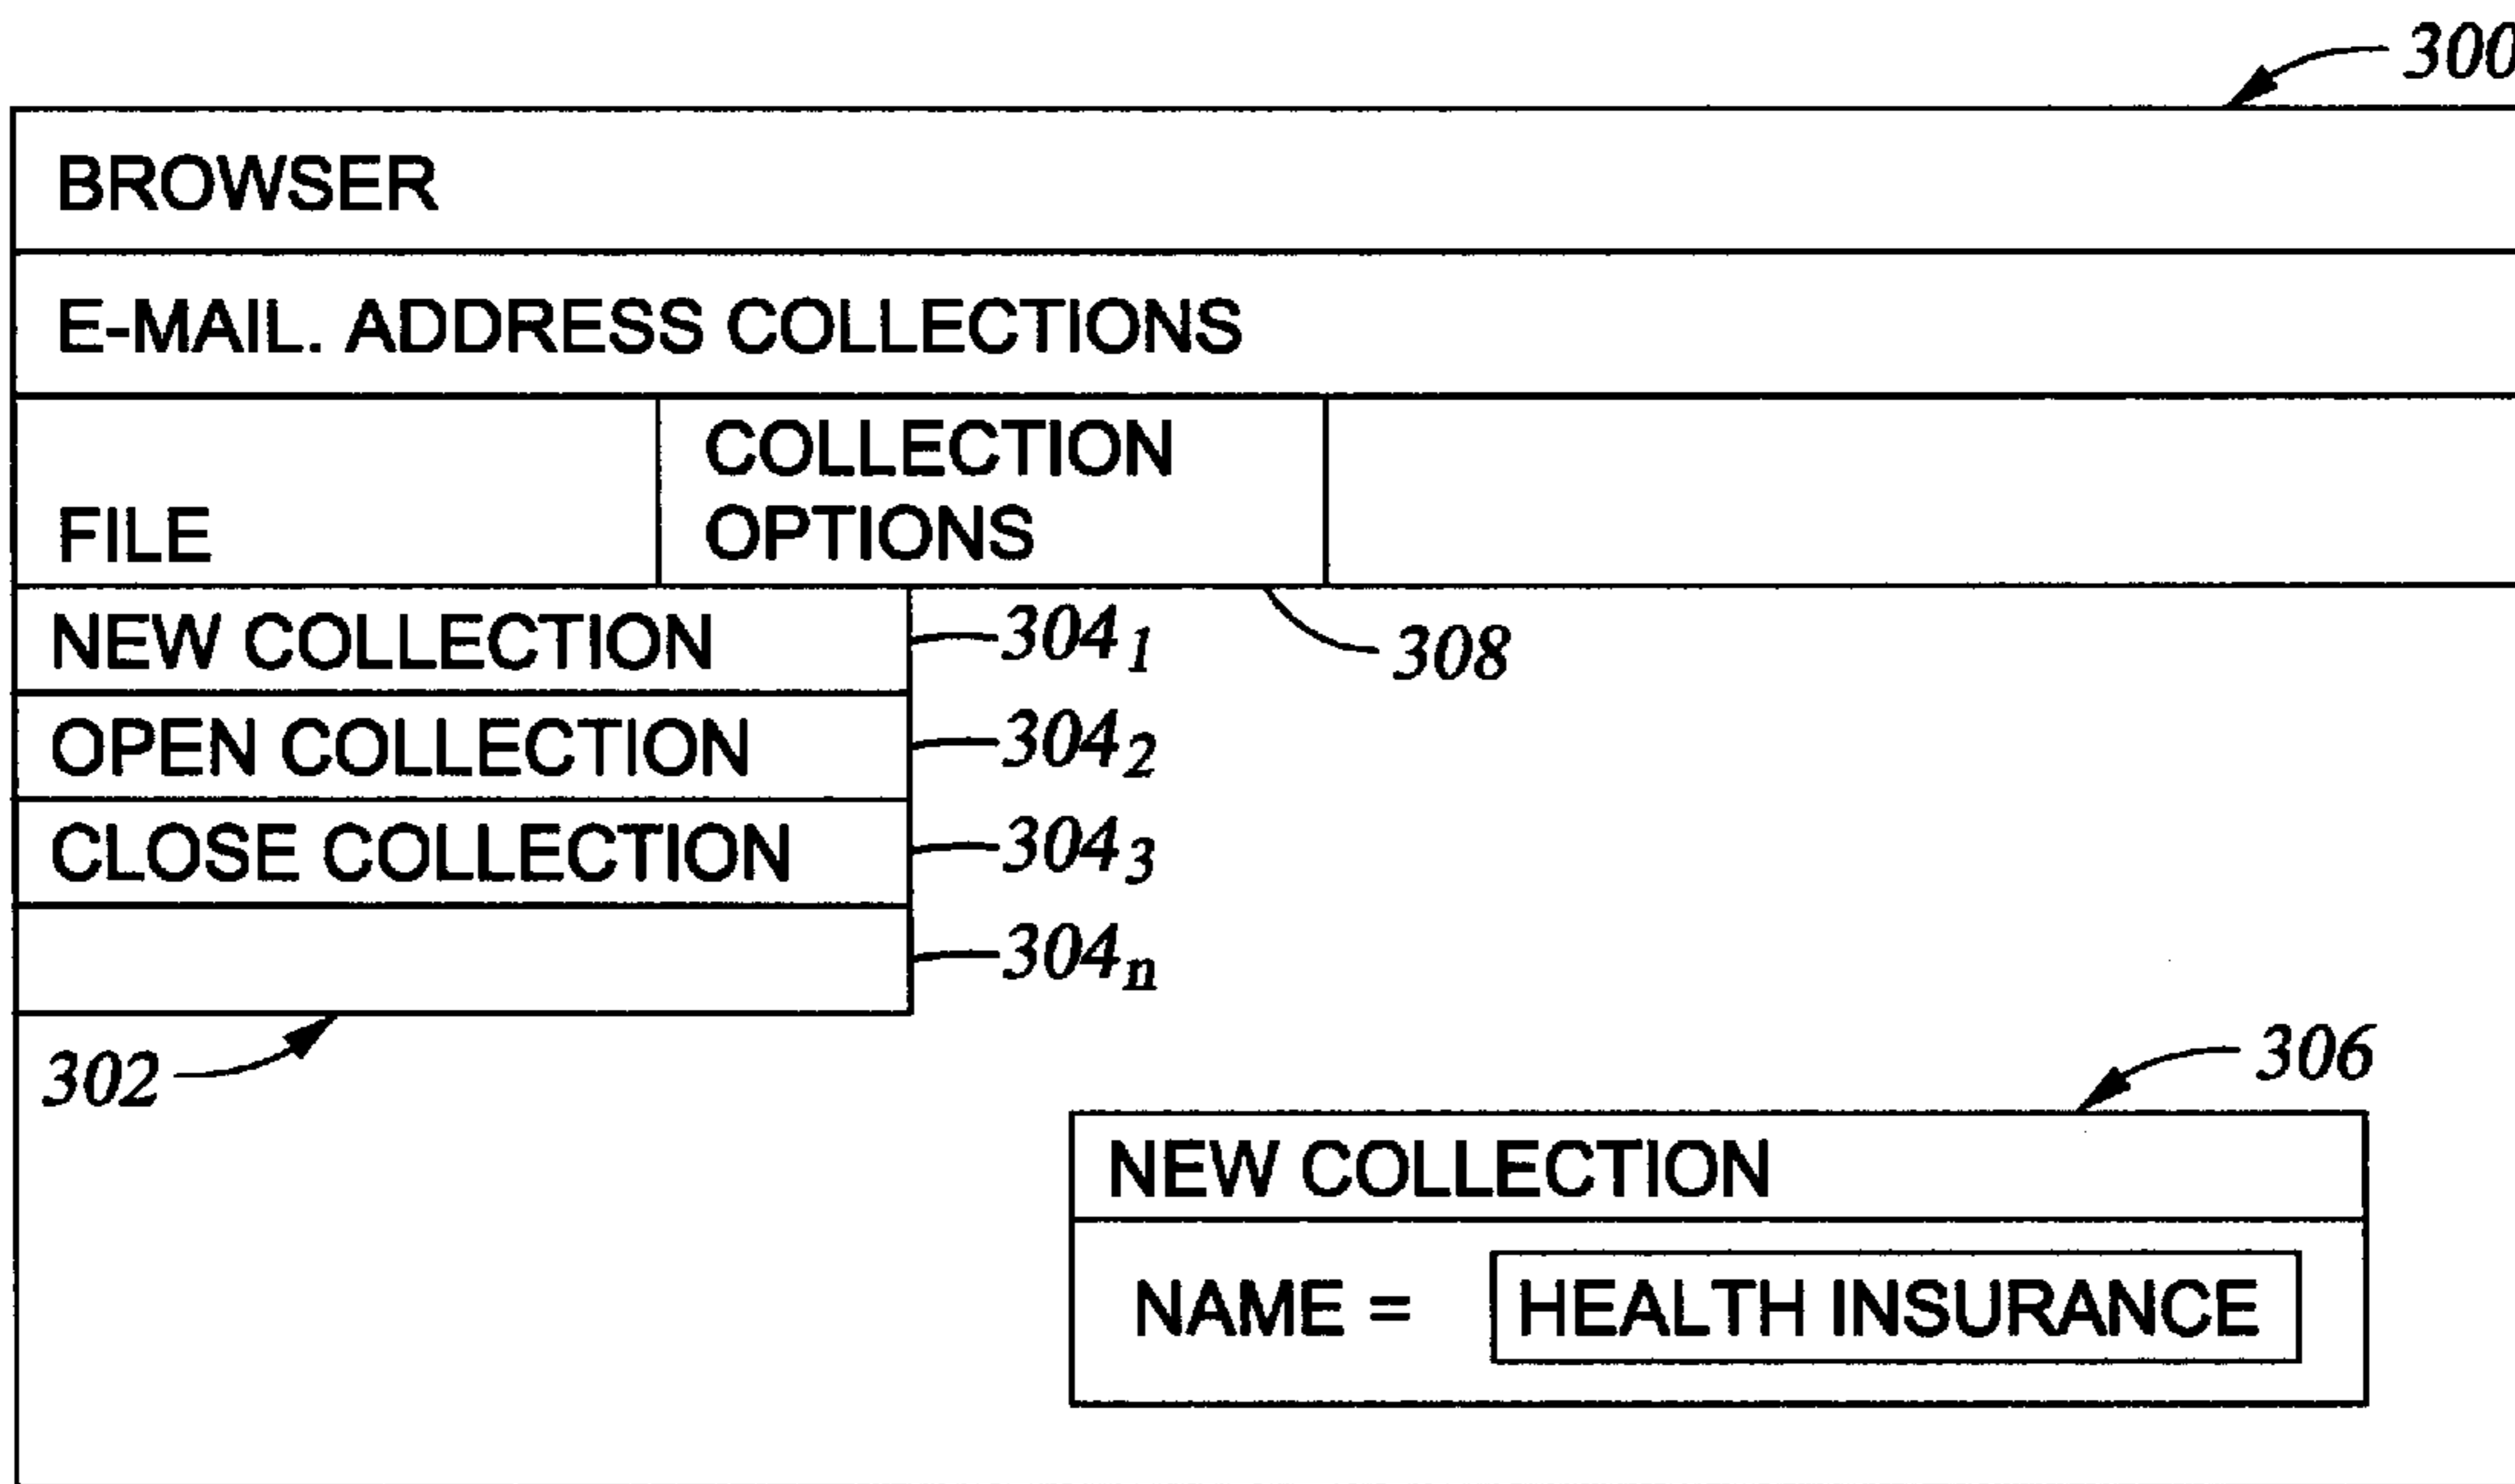 300
BROWSER
E-MAIL. ADDRESS COLLECTIONS
COLLECTION
FILE OPTIONS
NEW COLLECTION 304₁
308
OPEN COLLECTION 304₂
CLOSE COLLECTION 304₃
304ₙ
302
306
NEW COLLECTION
NAME = HEALTH INSURANCE